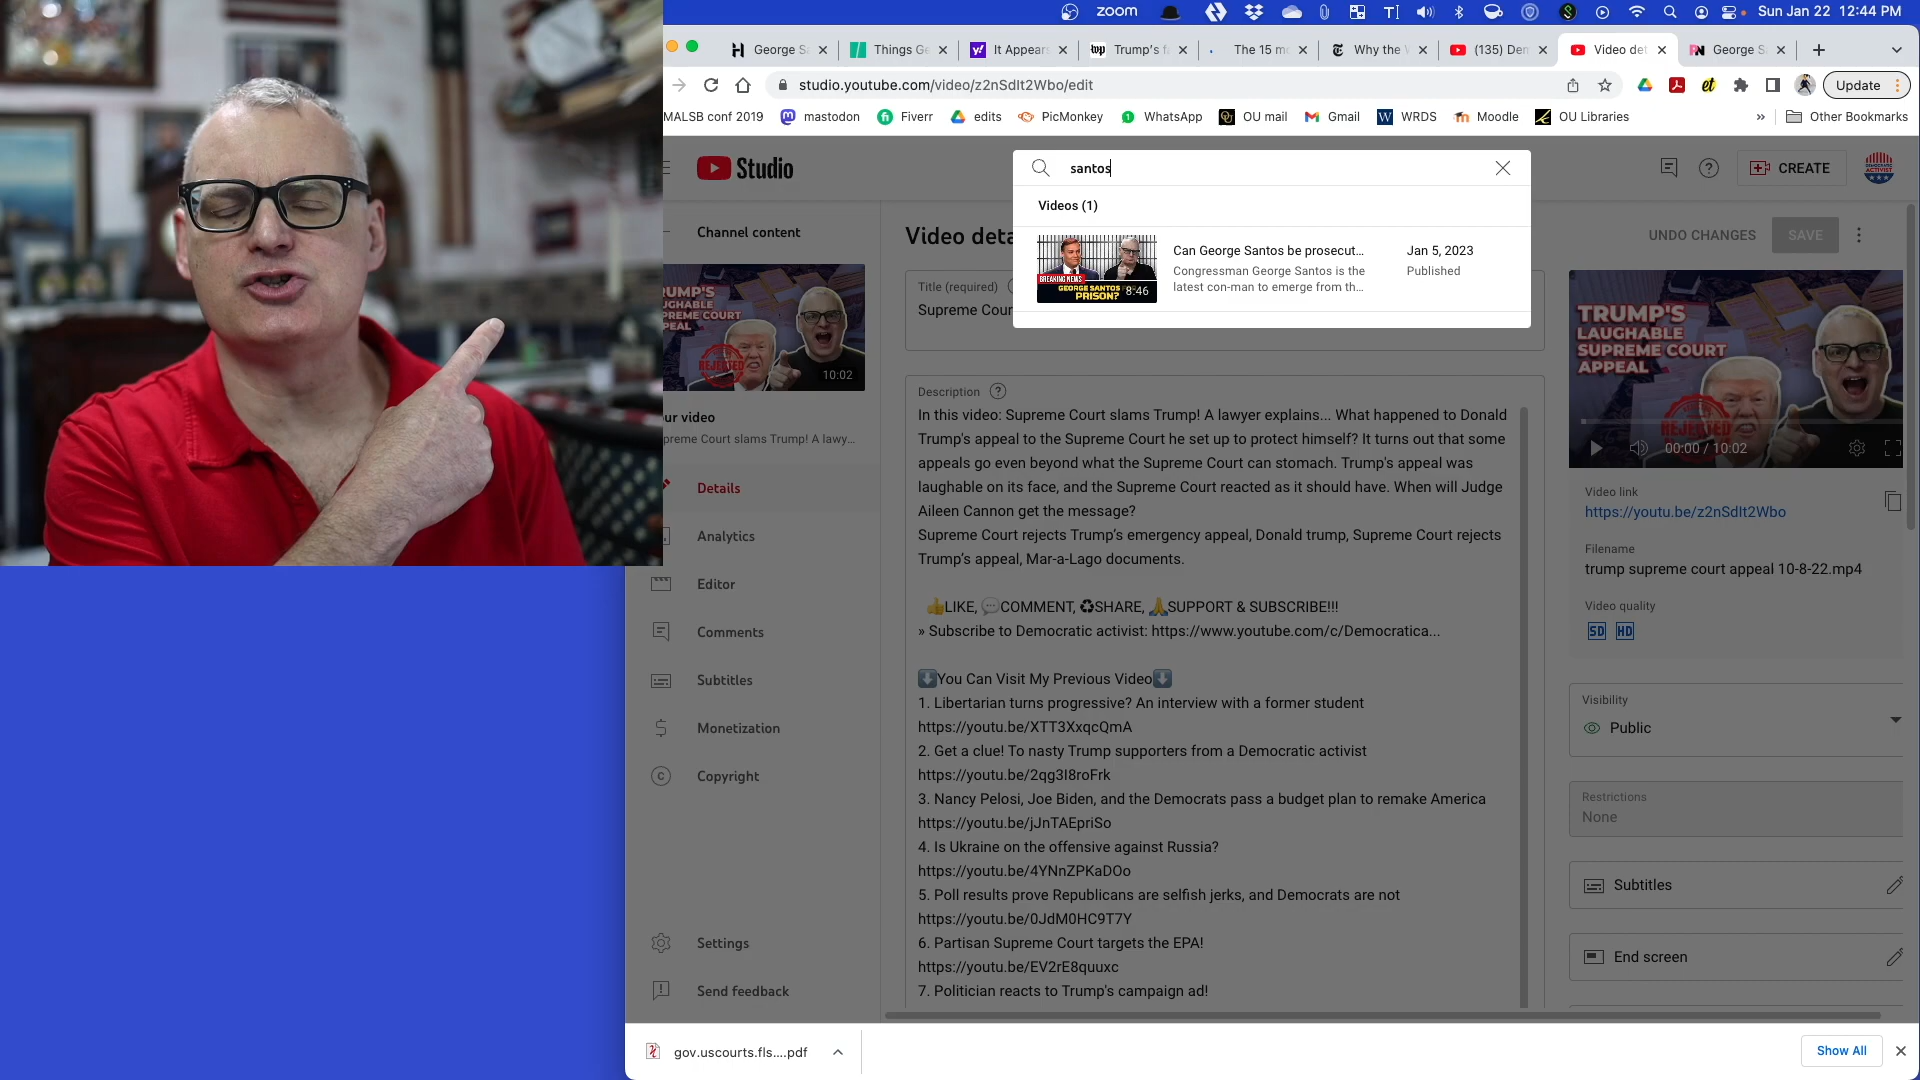 zoom
Sun Jan 22 12:44 PM
George S
Things Ge
It Appears
Trump's f
The 15 m
Why the
(135) Dem
Video det
George S
studio.youtube.com/video/z2nSdIt2Wbo/edit
Update
MALSB conf 2019
mastodon
Fiverr
edits
PicMonkey
WhatsApp
OU mail
Gmail
WRDS
Moodle
OU Libraries
»
Other Bookmarks
Studio
santos
CREATE
Videos (1)
Can George Santos be prosecut...
Jan 5, 2023
Congressman George Santos is the
Published
latest con-man to emerge from th...
BREAKING NEWS
GEORGE SANTOS
PRISON?
8:46
Channel content
Video deta
UNDO CHANGES
SAVE
Title (required)
Supreme Cour
TRUMP'S
LAUGHABLE
SUPREME COURT
APPEAL
REJECTED
10:02
ur video
preme Court slams Trump! A lawy...
Details
Analytics
Editor
Comments
Subtitles
Monetization
Copyright
Settings
Send feedback
Description
In this video: Supreme Court slams Trump! A lawyer explains... What happened to Donald
Trump's appeal to the Supreme Court he set up to protect himself? It turns out that some
appeals go even beyond what the Supreme Court can stomach. Trump's appeal was
laughable on its face, and the Supreme Court reacted as it should have. When will Judge
Aileen Cannon get the message?
Supreme Court rejects Trump's emergency appeal, Donald trump, Supreme Court rejects
Trump's appeal, Mar-a-Lago documents.
👍LIKE, 💬COMMENT, ♻SHARE, 🙏SUPPORT & SUBSCRIBE!!!
» Subscribe to Democratic activist: https://www.youtube.com/c/Democratica...
⬇You Can Visit My Previous Video⬇
1. Libertarian turns progressive? An interview with a former student
https://youtu.be/XTT3XxqcQmA
2. Get a clue! To nasty Trump supporters from a Democratic activist
https://youtu.be/2qg3I8roFrk
3. Nancy Pelosi, Joe Biden, and the Democrats pass a budget plan to remake America
https://youtu.be/jJnTAEpriSo
4. Is Ukraine on the offensive against Russia?
https://youtu.be/4YNnZPKaDOo
5. Poll results prove Republicans are selfish jerks, and Democrats are not
https://youtu.be/0JdM0HC9T7Y
6. Partisan Supreme Court targets the EPA!
https://youtu.be/EV2rE8quuxc
7. Politician reacts to Trump's campaign ad!
TRUMP'S
LAUGHABLE
SUPREME COURT
APPEAL
REJECTED
00:00 / 10:02
Video link
https://youtu.be/z2nSdIt2Wbo
Filename
trump supreme court appeal 10-8-22.mp4
Video quality
SD HD
Visibility
Public
Restrictions
None
Subtitles
End screen
gov.uscourts.fls....pdf
Show All